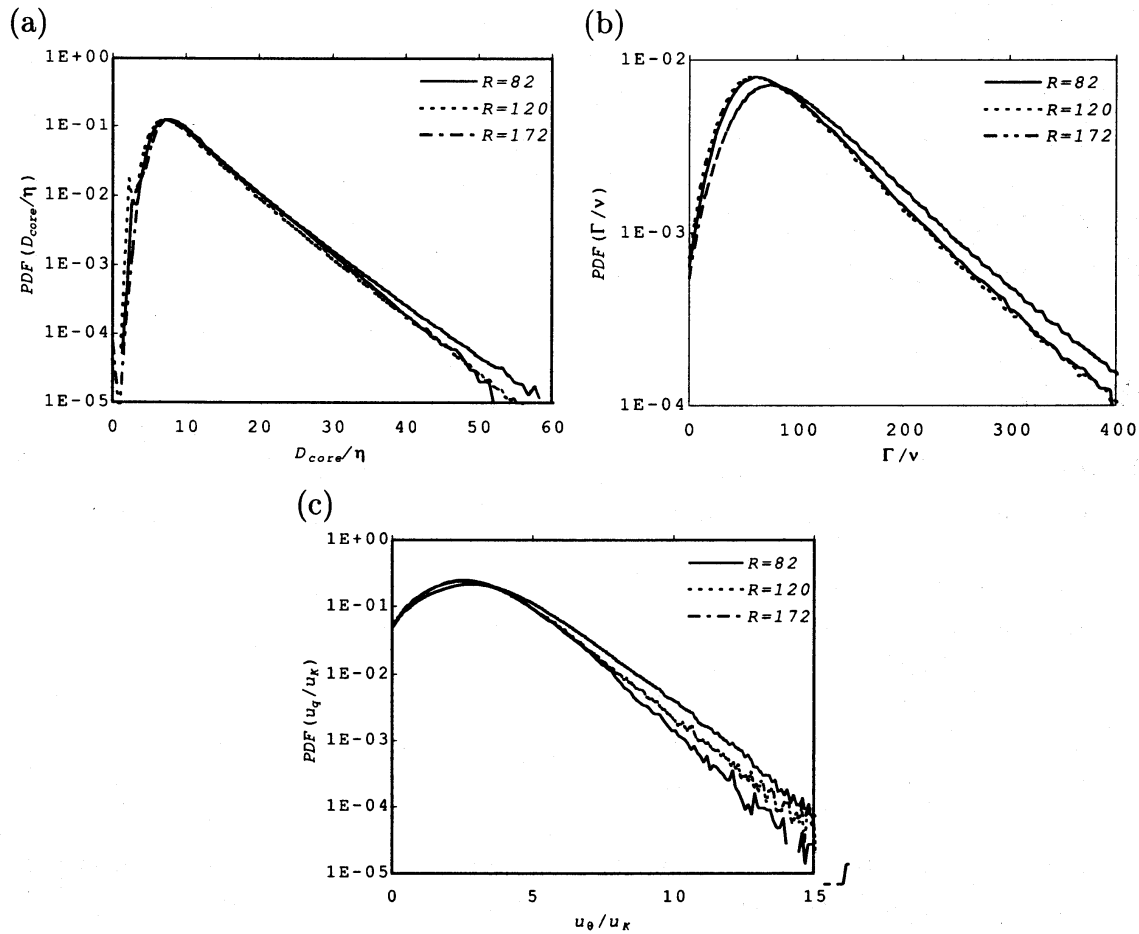 (a)
1E+00
1E-01
1E-02
1E-03
1E-04
1E-05
PDF(D_core/η)
R=82
R=120
R=172
0 10 20 30 40 50 60
D_core/η
(b)
1E-02
1E-03
1E-04
PDF(Γ/ν)
R=82
R=120
R=172
0 100 200 300 400
Γ/ν
(c)
1E+00
1E-01
1E-02
1E-03
1E-04
1E-05
PDF(u_q/u_K)
R=82
R=120
R=172
0 5 10 15
u_θ/u_K